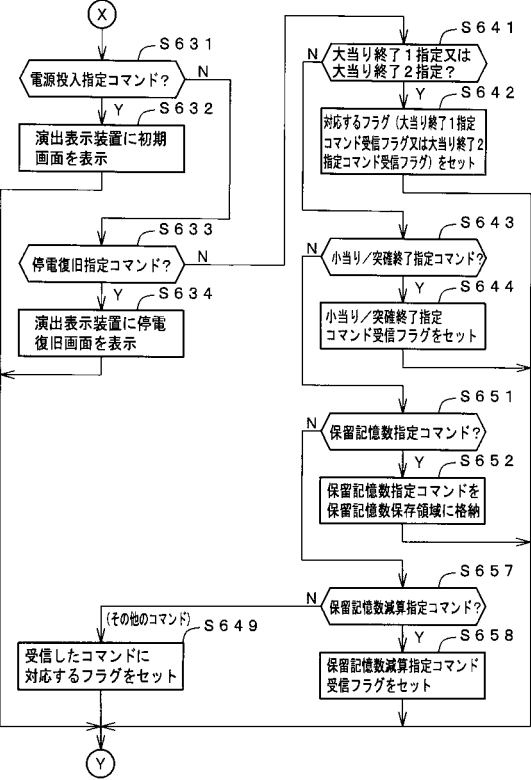 X
S631
電源投入指定コマンド？
N
Y
S632
演出表示装置に初期
画面を表示
S633
停電復旧指定コマンド？
N
Y
S634
演出表示装置に停電
復旧画面を表示
S641
N
大当り終了１指定又は
大当り終了２指定？
Y
S642
対応するフラグ（大当り終了１指定
コマンド受信フラグ又は大当り終了２
指定コマンド受信フラグ）をセット
S643
N
小当り／突確終了指定コマンド？
Y
S644
小当り／突確終了指定
コマンド受信フラグをセット
S651
N
保留記憶数指定コマンド？
Y
S652
保留記憶数指定コマンドを
保留記憶数保存領域に格納
S657
N
保留記憶数減算指定コマンド？
Y
S658
保留記憶数減算指定コマンド
受信フラグをセット
(その他のコマンド)
S649
受信したコマンドに
対応するフラグをセット
Y